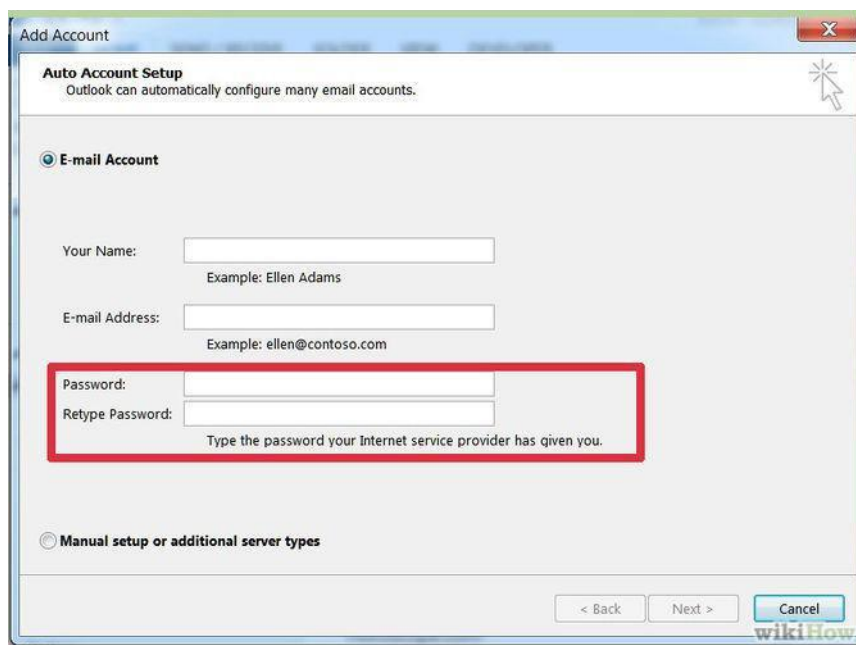 Add Account
Auto Account Setup
Outlook can automatically configure many email accounts.
E-mail Account
Your Name:
Example: Ellen Adams
E-mail Address:
Example: ellen@contoso.com
Password:
Retype Password:
Type the password your Internet service provider has given you.
Manual setup or additional server types
< Back Next > Cancel
wikiHow